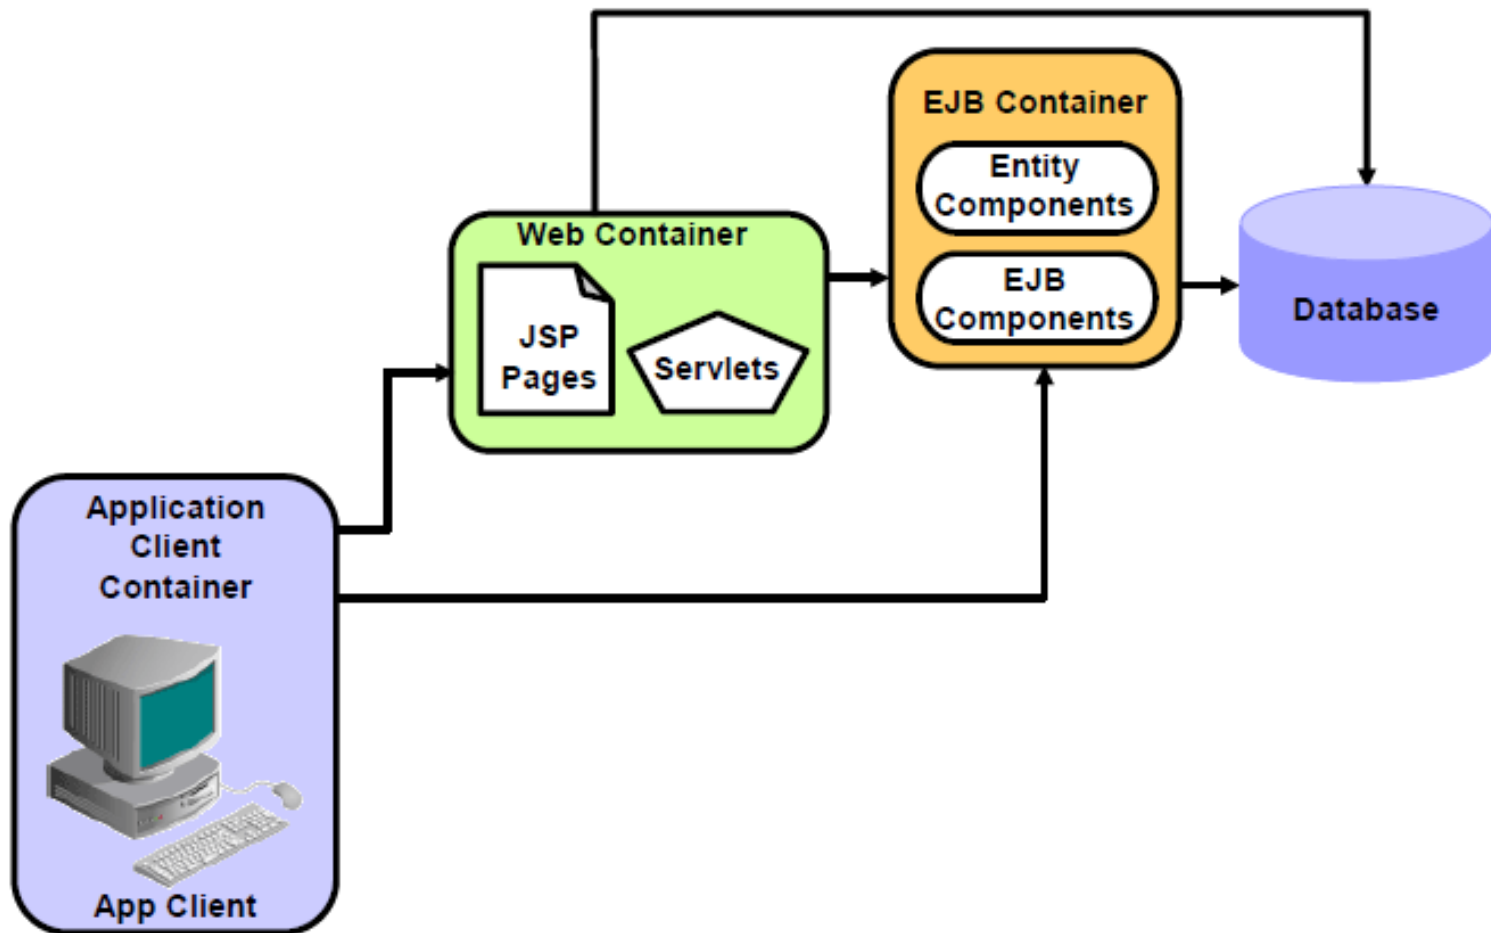 EJB Container
Entity
Components
EJB
Components
Web Container
JSP
Pages
Servlets
Database
Application
Client
Container
App Client